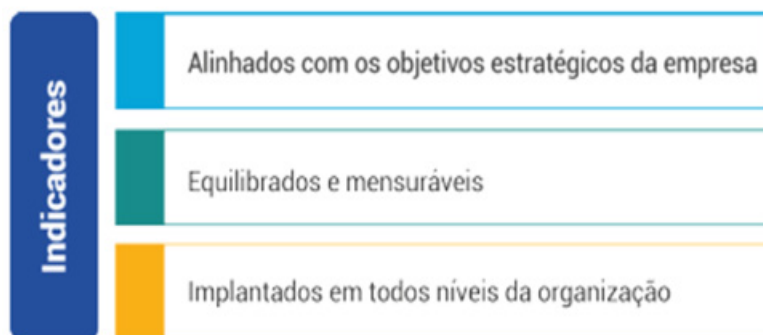 Indicadores
Alinhados com os objetivos estratégicos da empresa
Equilibrados e mensuráveis
Implantados em todos níveis da organização